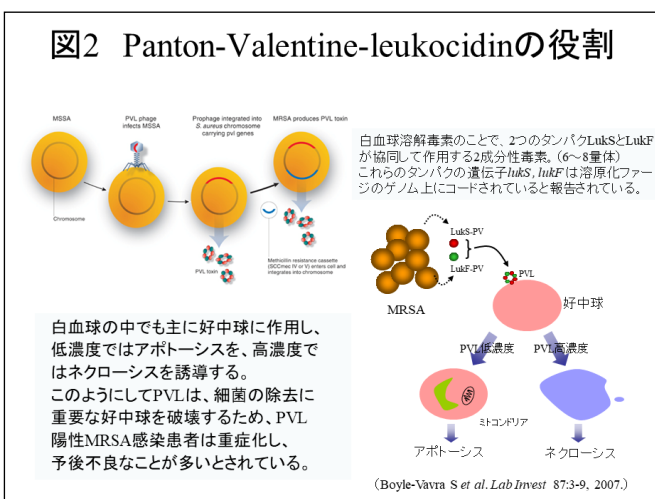 図2 Panton-Valentine-leukocidinの役割
MSSA
PVL phage
infects MSSA
Prophage integrated into
S. aureus chromosome
carrying pvl genes
MRSA produces PVL toxin
Chromosome
PVL toxin
Methicillin resistance cassette
(SCCmec IV or V) enters cell and
integrates into chromosome
白血球溶解毒素のことで、2つのタンパクLukSとLukF
が協同して作用する2成分性毒素。(6～8量体)
これらのタンパクの遺伝子lukS, lukFは溶原化ファー
ジのゲノム上にコードされていると報告されている。
LukS-PV
LukF-PV
PVL
MRSA
好中球
PVL低濃度
PVL高濃度
ミトコンドリア
アポトーシス
ネクローシス
白血球の中でも主に好中球に作用し、
低濃度ではアポトーシスを、高濃度で
はネクローシスを誘導する。
このようにしてPVLは、細菌の除去に
重要な好中球を破壊するため、PVL
陽性MRSA感染患者は重症化し、
予後不良なことが多いとされている。
(Boyle-Vavra S et al. Lab Invest 87:3-9, 2007.)